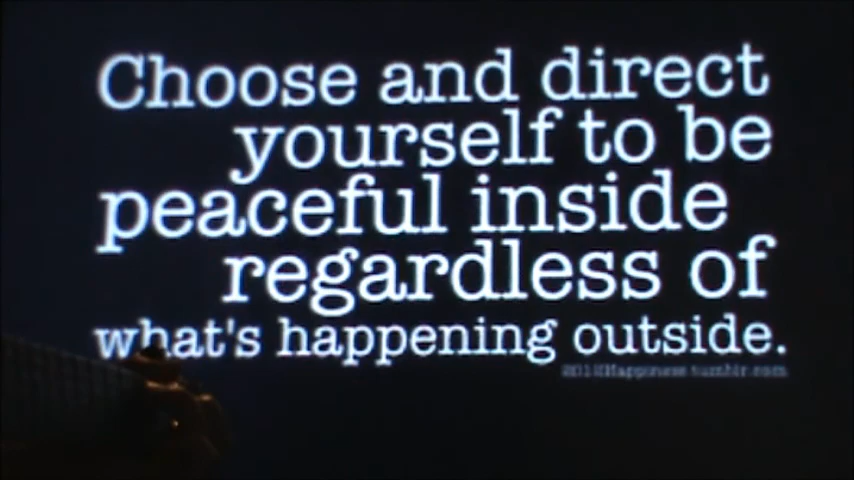 Choose and direct
yourself to be
peaceful inside
regardless of
what's happening outside.